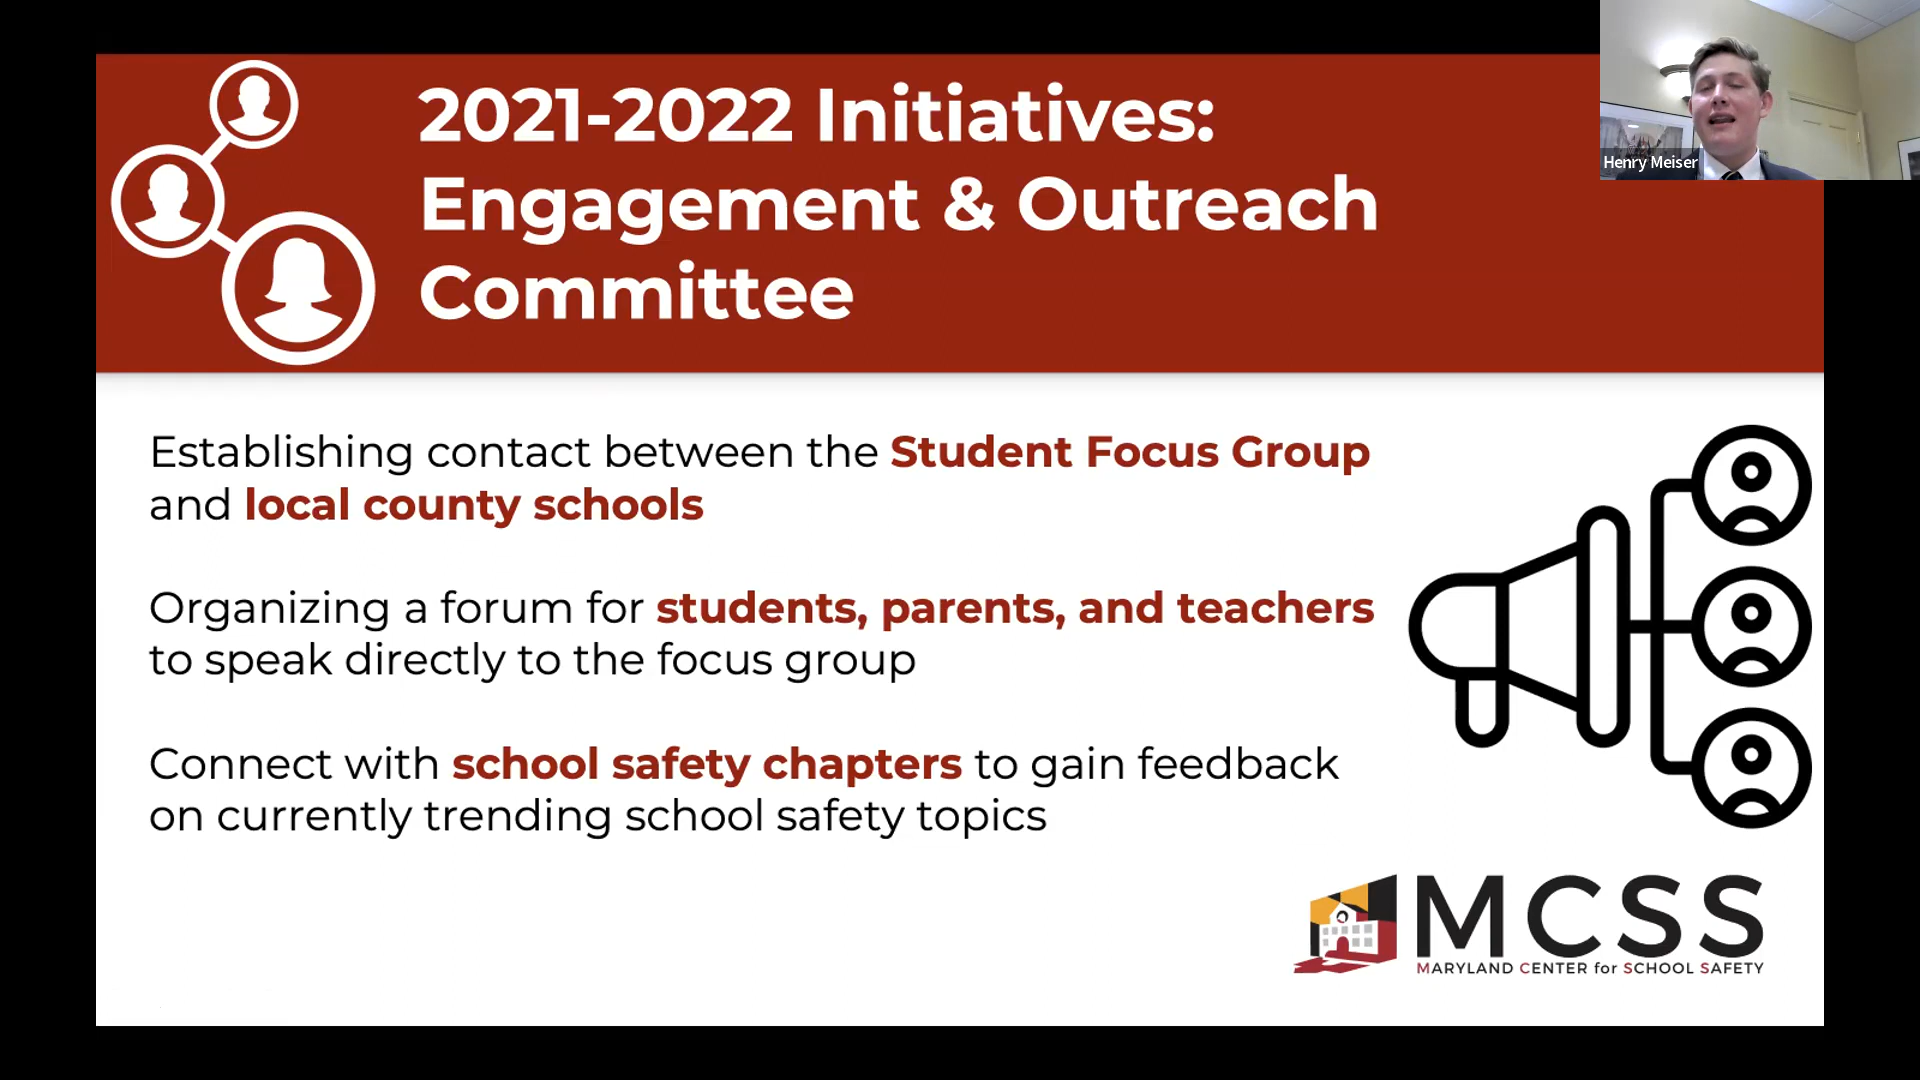 2021-2022 Initiatives:
Engagement & Outreach
Committee
Henry Meiser
Establishing contact between the Student Focus Group
and local county schools
Organizing a forum for students, parents, and teachers
to speak directly to the focus group
Connect with school safety chapters to gain feedback
on currently trending school safety topics
MCSS
MARYLAND CENTER for SCHOOL SAFETY